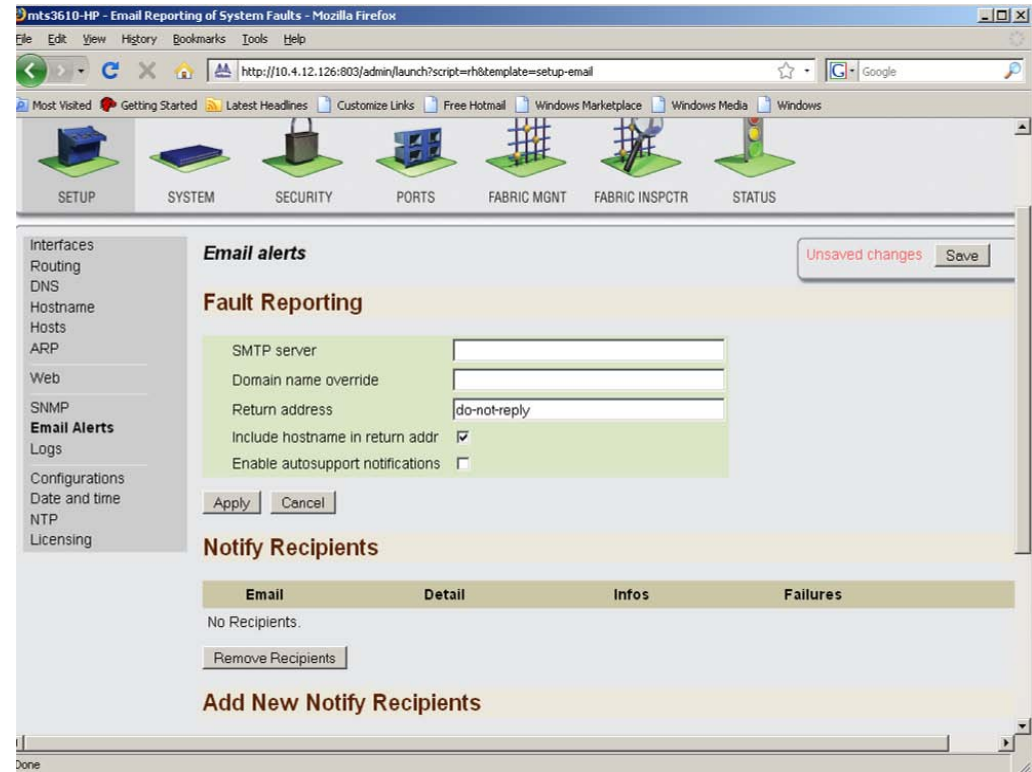 mts3610-HP - Email Reporting of System Faults - Mozilla Firefox
File Edit View History Bookmarks Tools Help
http://10.4.12.126:803/admin/launch?script=rh&template=setup-email
G Google
Most Visited Getting Started Latest Headlines Customize Links Free Hotmail Windows Marketplace Windows Media Windows
SETUP SYSTEM SECURITY PORTS FABRIC MGNT FABRIC INSPCTR STATUS
Interfaces
Routing
DNS
Hostname
Hosts
ARP
Web
SNMP
Email Alerts
Logs
Configurations
Date and time
NTP
Licensing
Email alerts
Unsaved changes Save
Fault Reporting
SMTP server
Domain name override
Return address do-not-reply
Include hostname in return addr
Enable autosupport notifications
Apply Cancel
Notify Recipients
Email Detail Infos Failures
No Recipients.
Remove Recipients
Add New Notify Recipients
Done